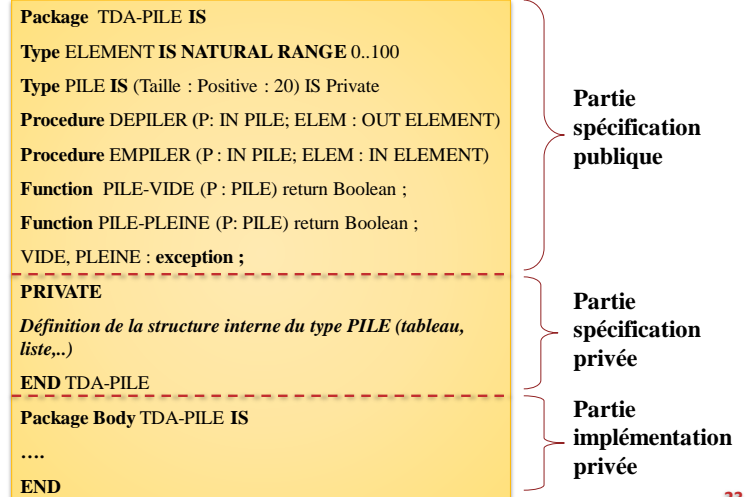 Package TDA-PILE IS
Type ELEMENT IS NATURAL RANGE 0..100
Type PILE IS (Taille : Positive : 20) IS Private
Procedure DEPILER (P: IN PILE; ELEM : OUT ELEMENT)
Procedure EMPILER (P : IN PILE; ELEM : IN ELEMENT)
Function PILE-VIDE (P : PILE) return Boolean ;
Function PILE-PLEINE (P: PILE) return Boolean ;
VIDE, PLEINE : exception ;
Partie
spécification
publique
PRIVATE
Définition de la structure interne du type PILE (tableau,
liste,..)
END TDA-PILE
Partie
spécification
privée
Package Body TDA-PILE IS
….
END
Partie
implémentation
privée